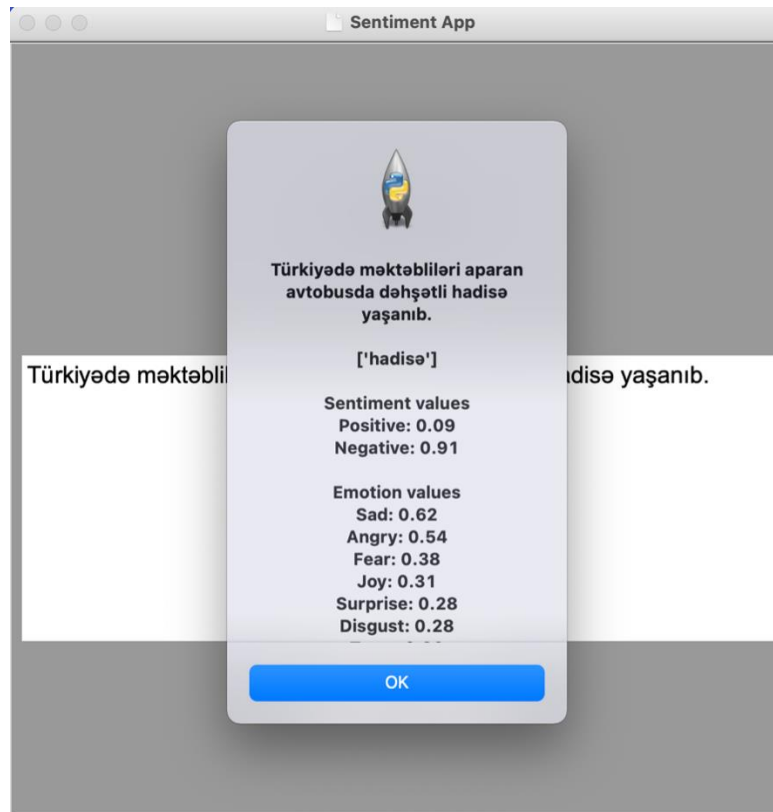 Sentiment App
Türkiyədə məktəbliləri aparan
avtobusda dəhşətli hadisə
yaşanıb.
['hadisə']
Sentiment values
Positive: 0.09
Negative: 0.91
Emotion values
Sad: 0.62
Angry: 0.54
Fear: 0.38
Joy: 0.31
Surprise: 0.28
Disgust: 0.28
OK
Türkiyədə yaşanıb.